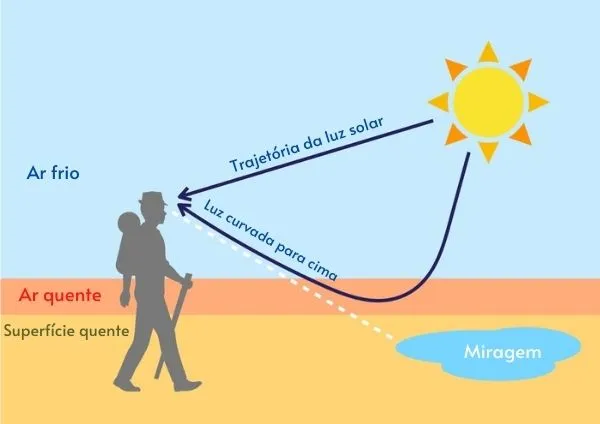 Trajetória da luz solar
Ar frio
Luz curvada para cima
Ar quente
Superfície quente
Miragem